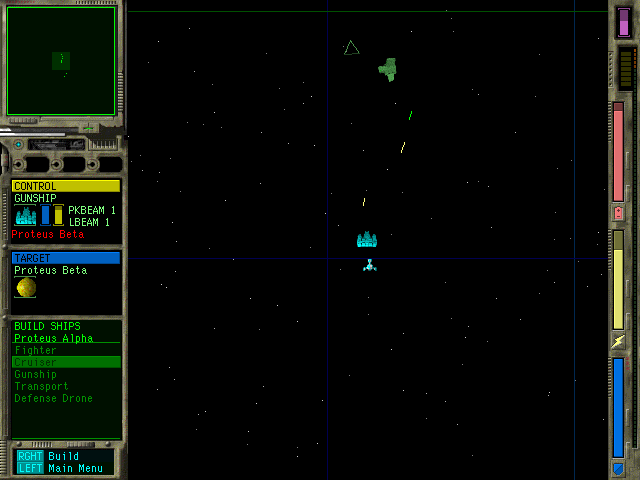 CONTROL
GUNSHIP
PKBEAM 1
LBEAM 1
Proteus Beta
TARGET
Proteus Beta
BUILD SHIPS
Proteus Alpha
Fighter
Cruiser
Gunship
Transport
Defense Drone
RGHT Build
LEFT Main Menu